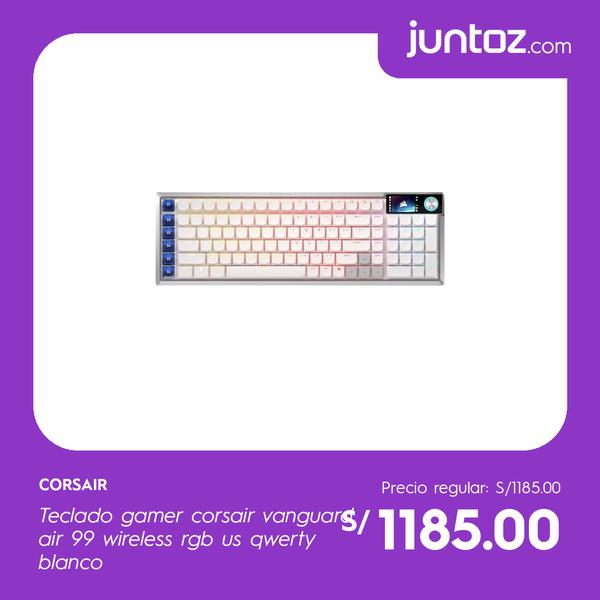 juntoz.com
CORSAIR
Teclado gamer corsair vanguard
air 99 wireless rgb us qwerty
blanco
Precio regular: S/1185.00
S/ 1185.00